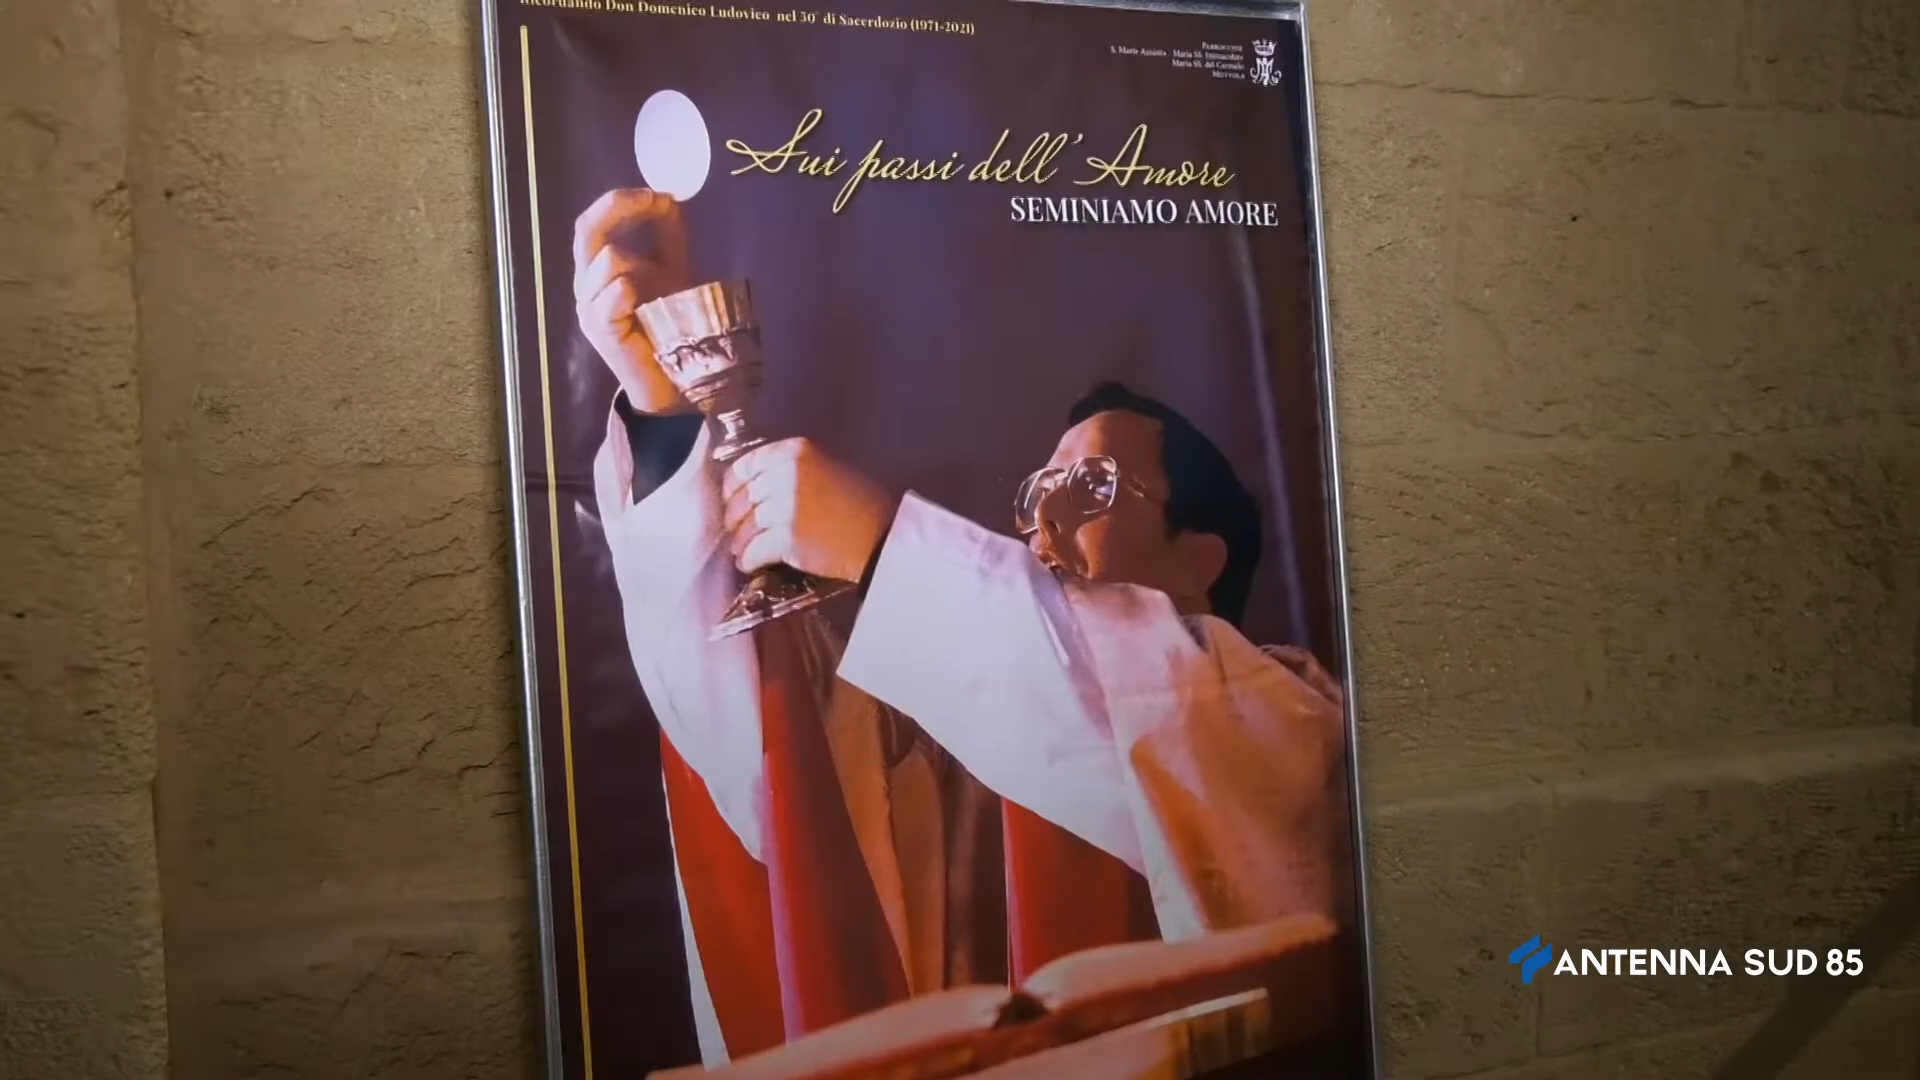 Ricordando Don Domenico Ludovico nel 50° di Sacerdozio (1971-2021)
Parrocchie
S. Maria Assunta Maria SS. Immacolata
Maria SS. del Carmelo
Mottola
Sui passi dell'Amore
SEMINIAMO AMORE
ANTENNA SUD 85